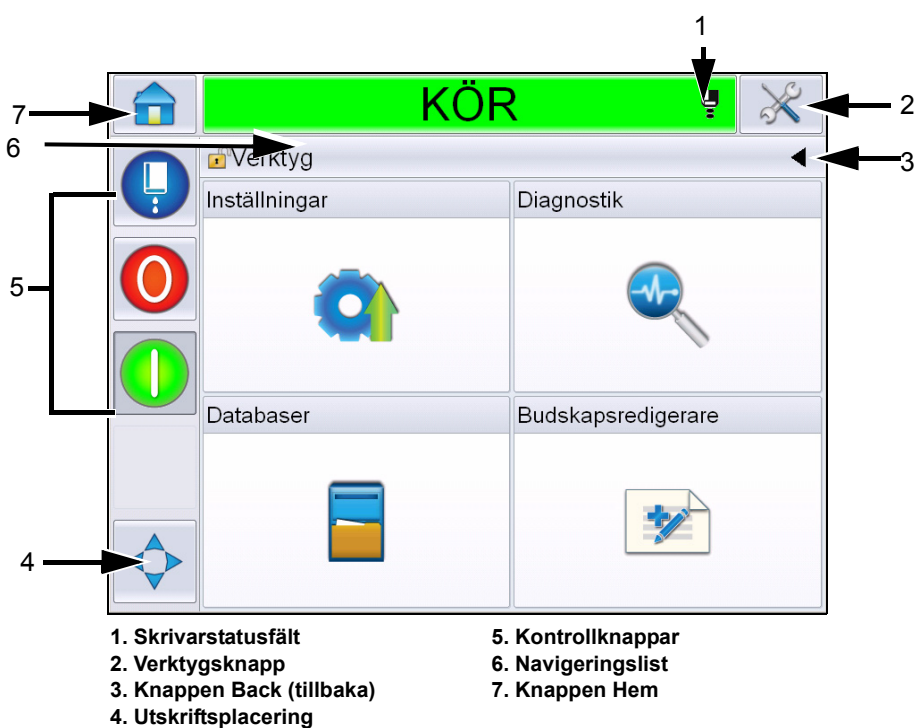 1
KÖR
7
2
6
Verktyg
3
Inställningar
Diagnostik
5
Databaser
Budskapsredigerare
4
1. Skrivarstatusfält
2. Verktygsknapp
3. Knappen Back (tillbaka)
4. Utskriftsplacering
5. Kontrollknappar
6. Navigeringslist
7. Knappen Hem